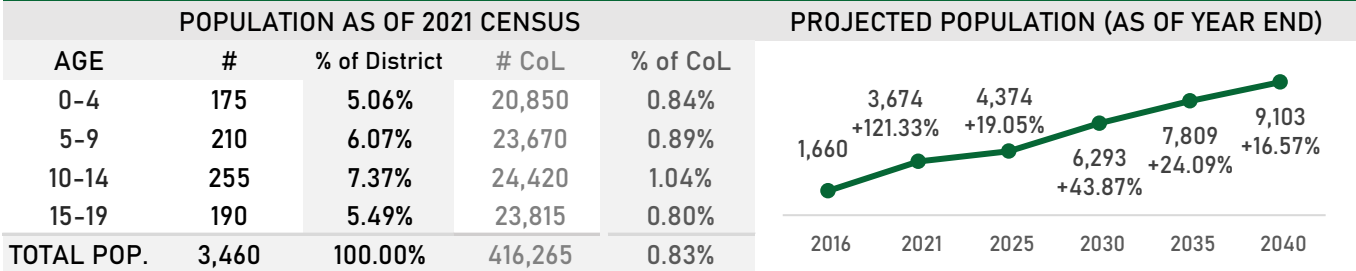 POPULATION AS OF 2021 CENSUS
AGE # % of District # CoL % of CoL
0-4 175 5.06% 20,850 0.84%
5-9 210 6.07% 23,670 0.89%
10-14 255 7.37% 24,420 1.04%
15-19 190 5.49% 23,815 0.80%
TOTAL POP. 3,460 100.00% 416,265 0.83%
PROJECTED POPULATION (AS OF YEAR END)
1,660
3,674
+121.33%
4,374
+19.05%
6,293
+43.87%
7,809
+24.09%
9,103
+16.57%
2016 2021 2025 2030 2035 2040